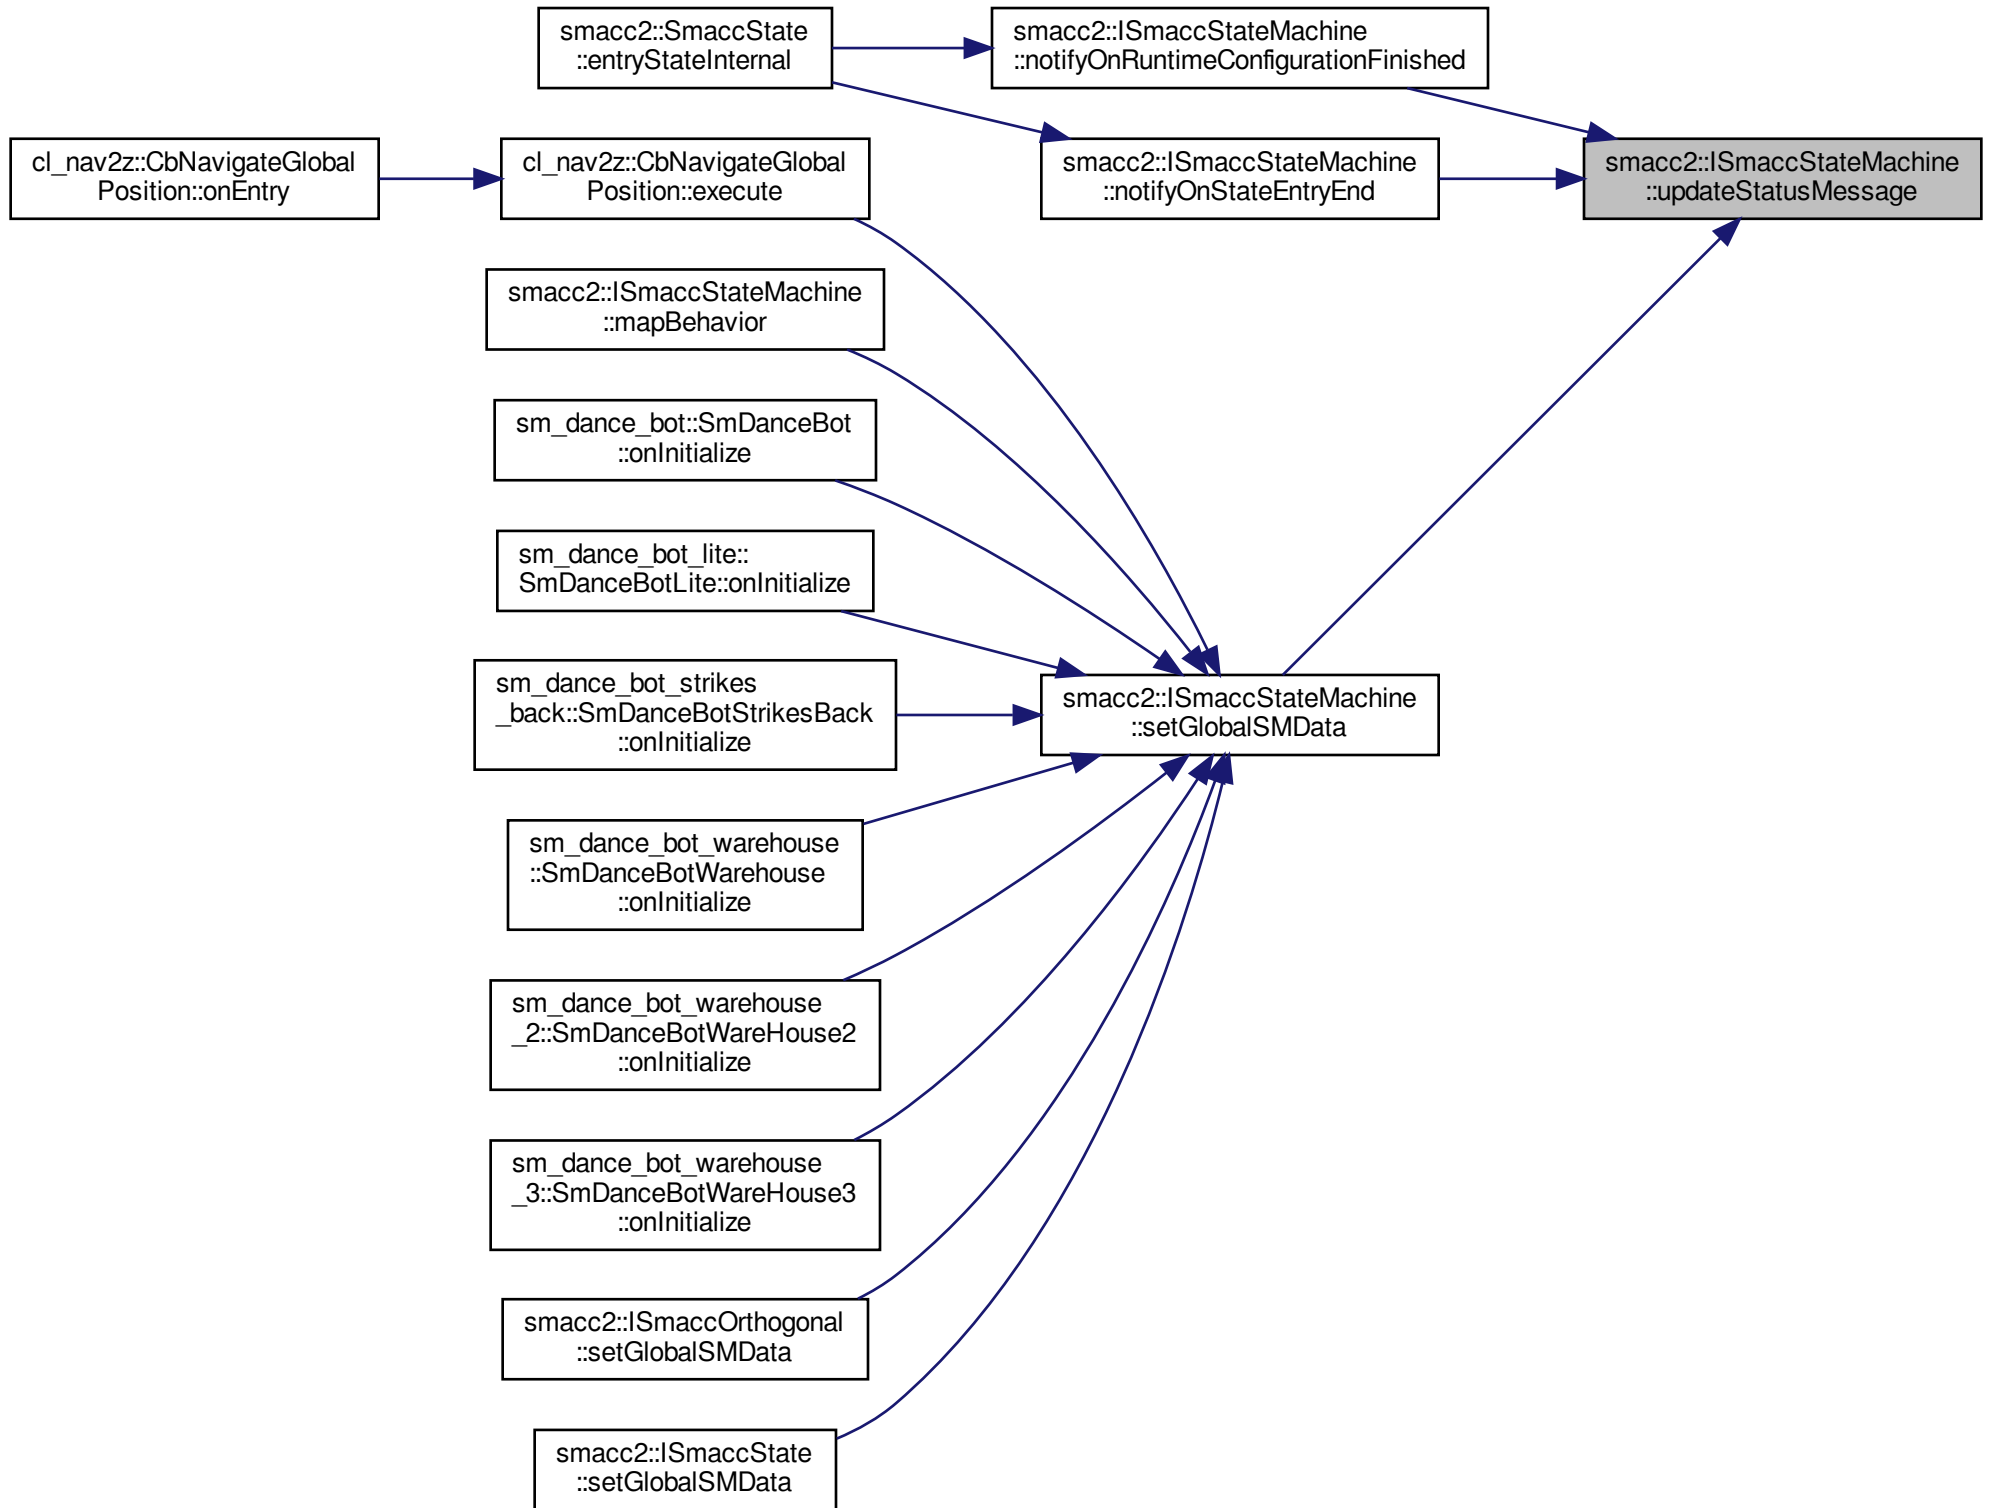 smacc2::SmaccState
::entryStateInternal
smacc2::ISmaccStateMachine
::notifyOnRuntimeConfigurationFinished
cl_nav2z::CbNavigateGlobal
Position::onEntry
cl_nav2z::CbNavigateGlobal
Position::execute
smacc2::ISmaccStateMachine
::notifyOnStateEntryEnd
smacc2::ISmaccStateMachine
::updateStatusMessage
smacc2::ISmaccStateMachine
::mapBehavior
sm_dance_bot::SmDanceBot
::onInitialize
sm_dance_bot_lite::
SmDanceBotLite::onInitialize
sm_dance_bot_strikes
_back::SmDanceBotStrikesBack
::onInitialize
smacc2::ISmaccStateMachine
::setGlobalSMData
sm_dance_bot_warehouse
::SmDanceBotWarehouse
::onInitialize
sm_dance_bot_warehouse
_2::SmDanceBotWareHouse2
::onInitialize
sm_dance_bot_warehouse
_3::SmDanceBotWareHouse3
::onInitialize
smacc2::ISmaccOrthogonal
::setGlobalSMData
smacc2::ISmaccState
::setGlobalSMData